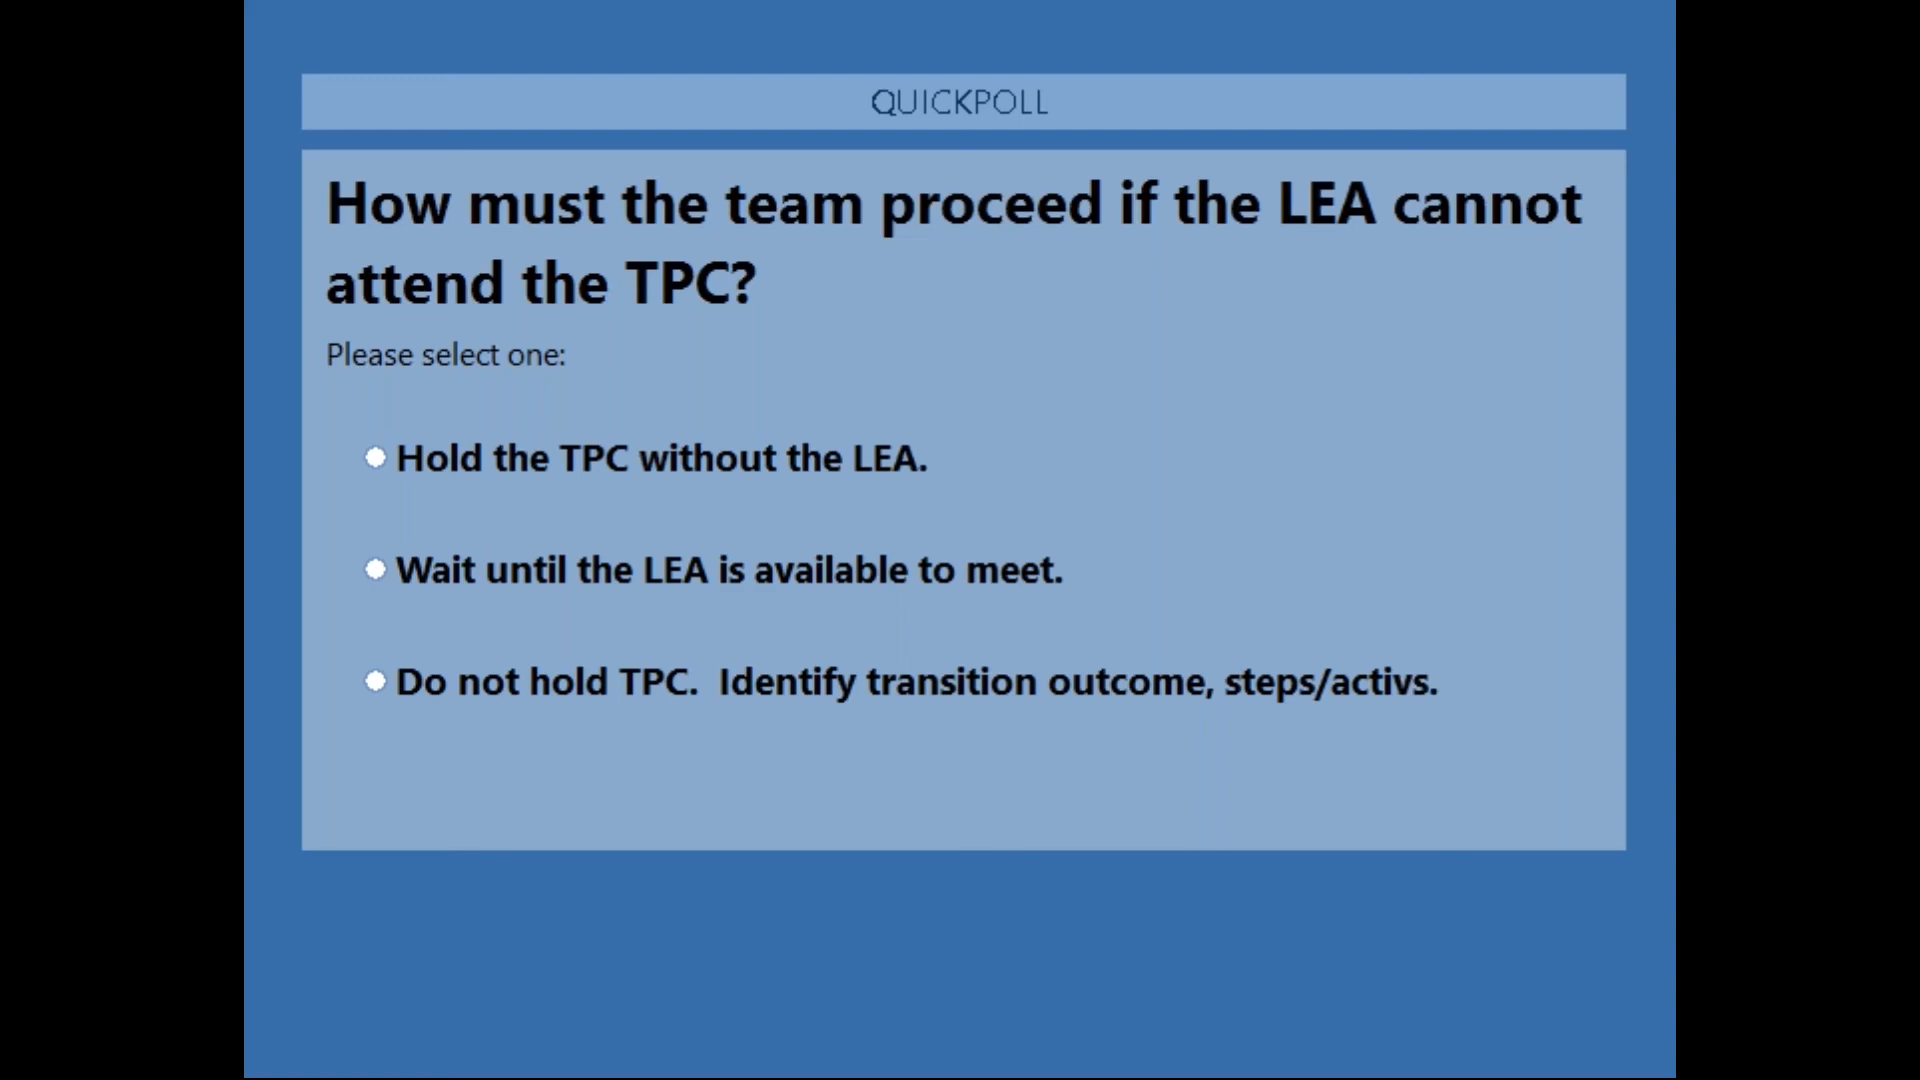 QUICKPOLL
How must the team proceed if the LEA cannot
attend the TPC?
Please select one:
Hold the TPC without the LEA.
Wait until the LEA is available to meet.
Do not hold TPC.  Identify transition outcome, steps/activs.